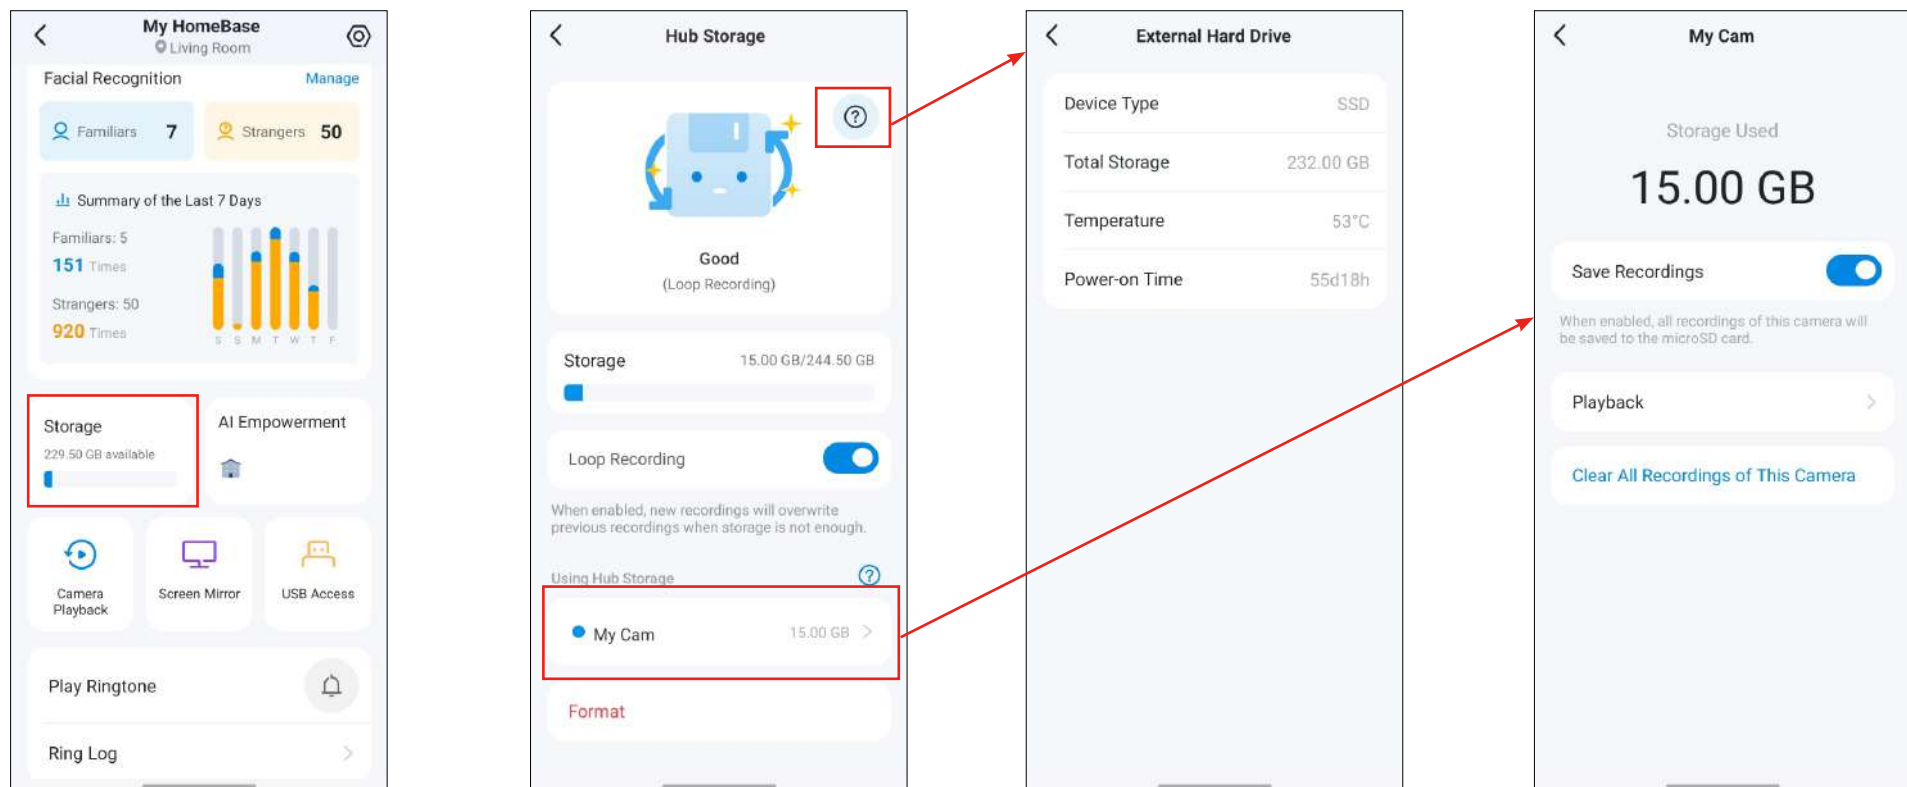 My HomeBase
Living Room
Facial Recognition
Manage
Familiars 7
Strangers 50
Summary of the Last 7 Days
Familiars: 5
151 Times
Strangers: 50
920 Times
S S M T W T F
Storage
229.50 GB available
AI Empowerment
Camera
Playback
Screen Mirror
USB Access
Play Ringtone
Ring Log
Hub Storage
?
Good
(Loop Recording)
Storage
15.00 GB/244.50 GB
Loop Recording
When enabled, new recordings will overwrite
previous recordings when storage is not enough.
Using Hub Storage
?
My Cam
15.00 GB
Format
External Hard Drive
Device Type
SSD
Total Storage
232.00 GB
Temperature
53°C
Power-on Time
55d18h
My Cam
Storage Used
15.00 GB
Save Recordings
When enabled, all recordings of this camera will
be saved to the microSD card.
Playback
Clear All Recordings of This Camera